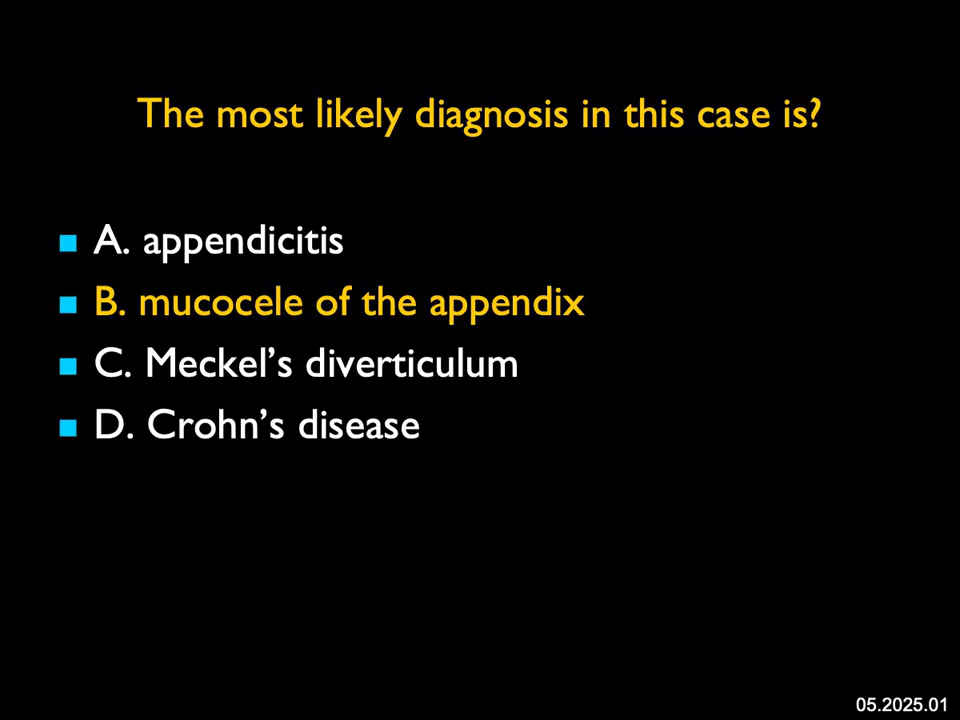 The most likely diagnosis in this case is?
A. appendicitis
B. mucocele of the appendix
C. Meckel’s diverticulum
D. Crohn’s disease
05.2025.01